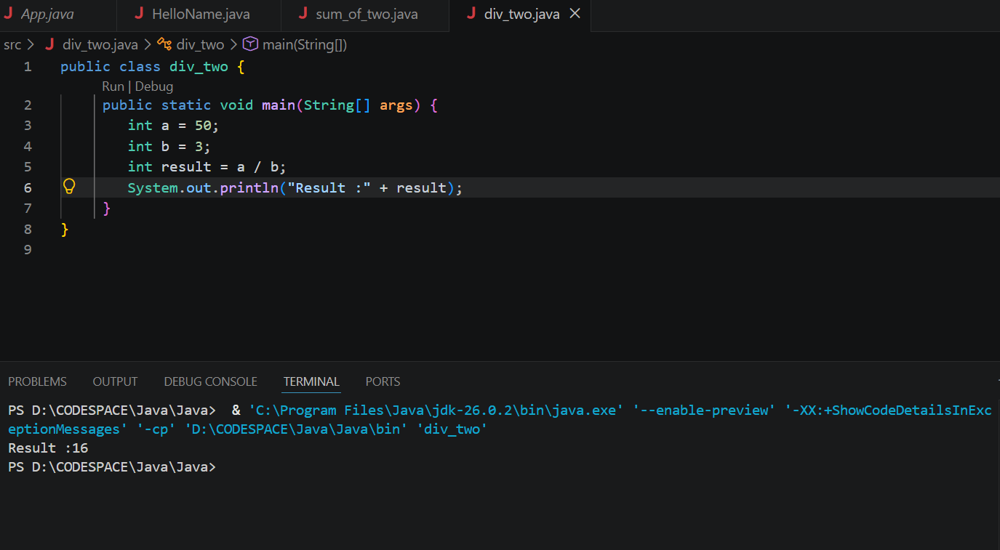 App.java HelloName.java sum_of_two.java div_two.java
src > div_two.java > div_two > main(String[])
1 public class div_two {
Run | Debug
2 public static void main(String[] args) {
3 int a = 50;
4 int b = 3;
5 int result = a / b;
6 System.out.println("Result :" + result);
7 }
8 }
9
PROBLEMS OUTPUT DEBUG CONSOLE TERMINAL PORTS
PS D:\CODESPACE\Java\Java>  & 'C:\Program Files\Java\jdk-26.0.2\bin\java.exe' '--enable-preview' '-XX:+ShowCodeDetailsInExc
eptionMessages' '-cp' 'D:\CODESPACE\Java\Java\bin' 'div_two'
Result :16
PS D:\CODESPACE\Java\Java>